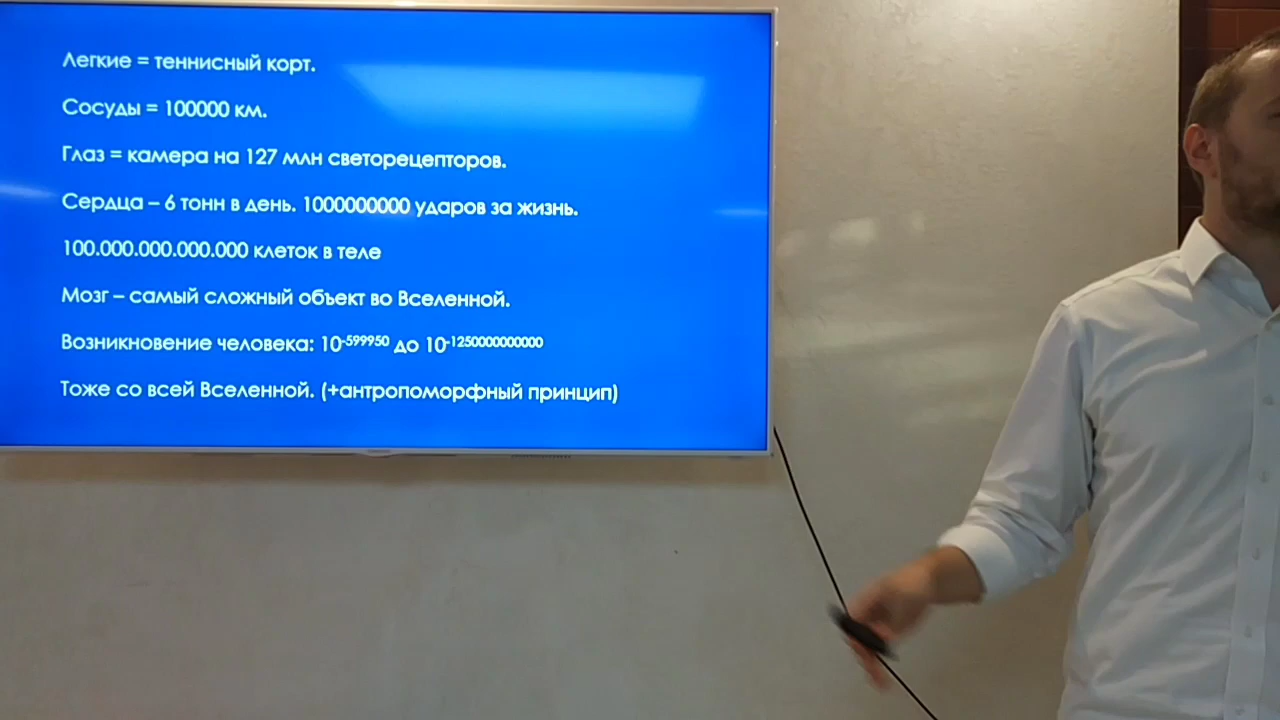 Легкие = теннисный корт.
Сосуды = 100000 км.
Глаз = камера на 127 млн светорецепторов.
Сердца – 6 тонн в день. 1000000000 ударов за жизнь.
100.000.000.000.000 клеток в теле
Мозг – самый сложный объект во Вселенной.
Возникновение человека: 10⁻⁵⁹⁹⁹⁵⁰ до 10⁻¹²⁵⁰⁰⁰⁰⁰⁰⁰⁰⁰⁰
Тоже со всей Вселенной. (+антропоморфный принцип)